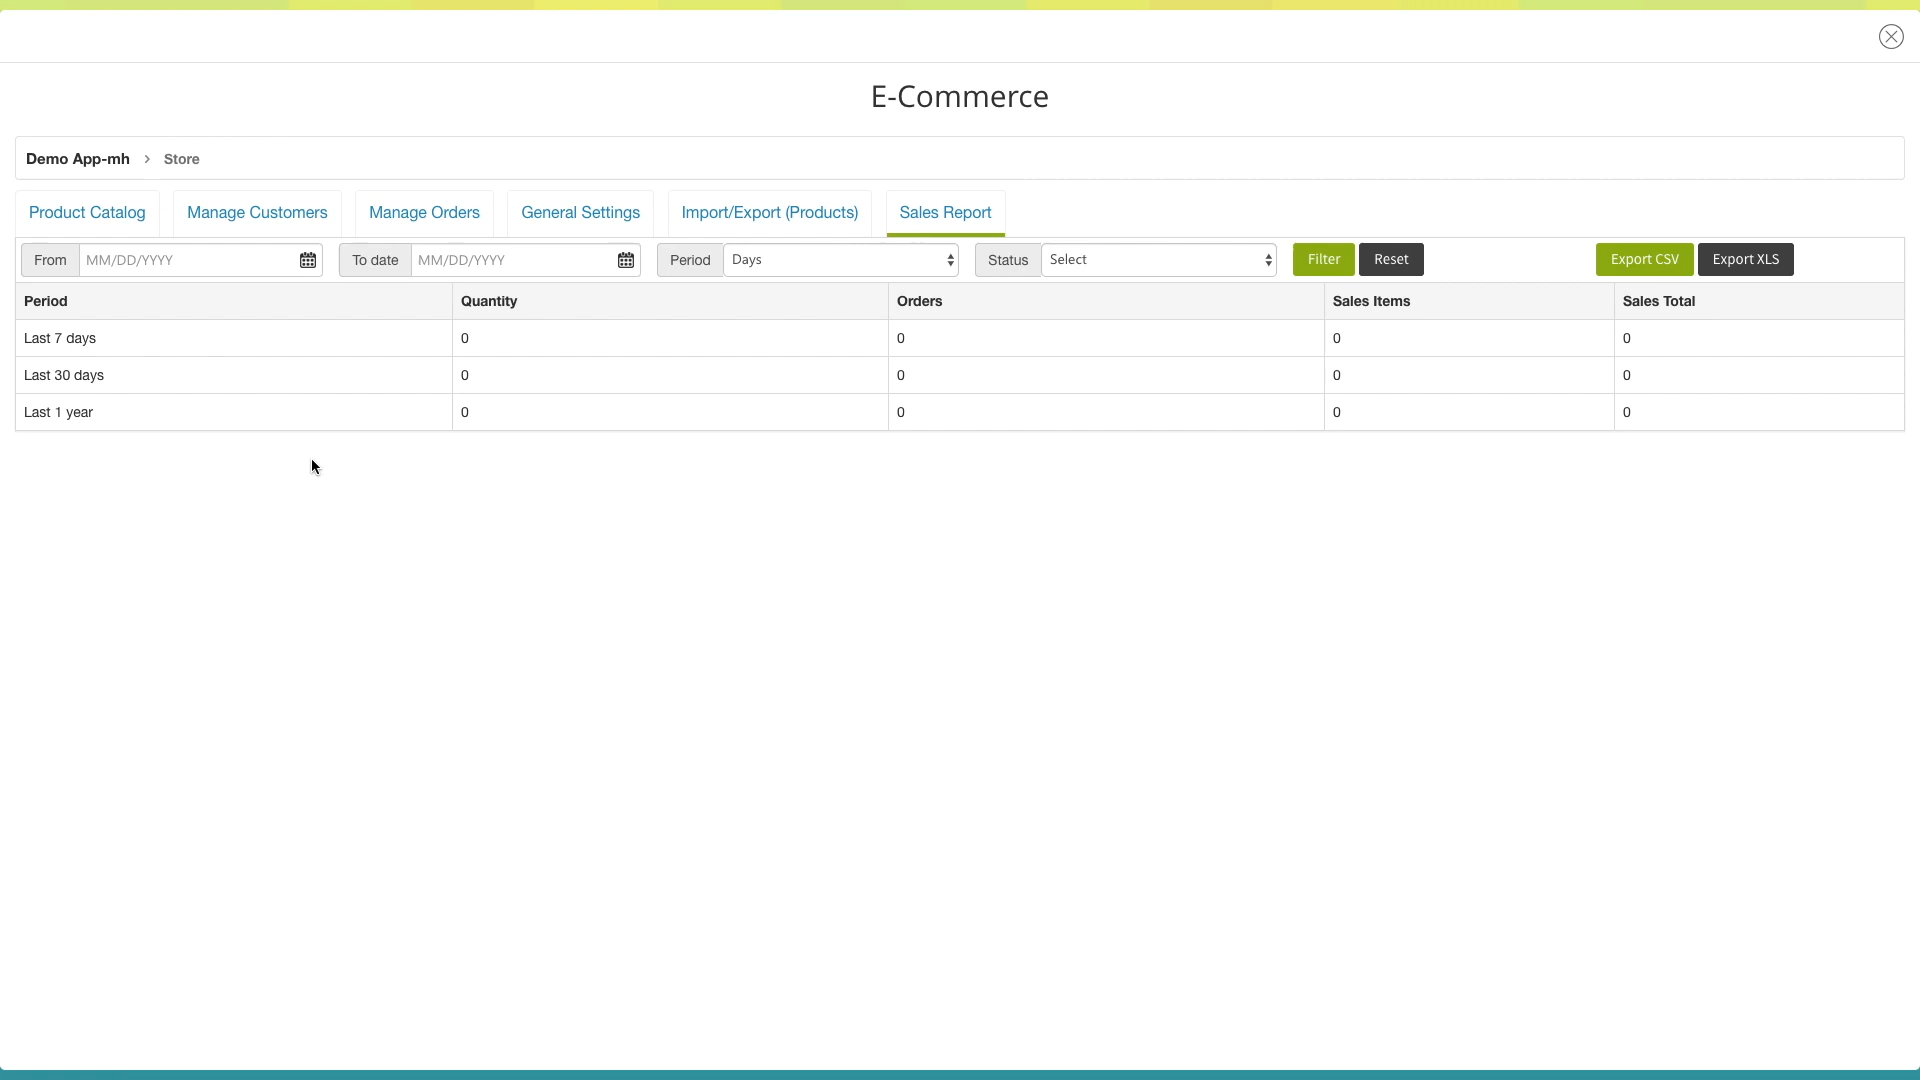 E-Commerce
Demo App-mh > Store
Product Catalog Manage Customers Manage Orders General Settings Import/Export (Products) Sales Report
From MM/DD/YYYY To date MM/DD/YYYY Period Days Status Select Filter Reset Export CSV Export XLS
Period Quantity Orders Sales Items Sales Total
Last 7 days 0 0 0 0
Last 30 days 0 0 0 0
Last 1 year 0 0 0 0